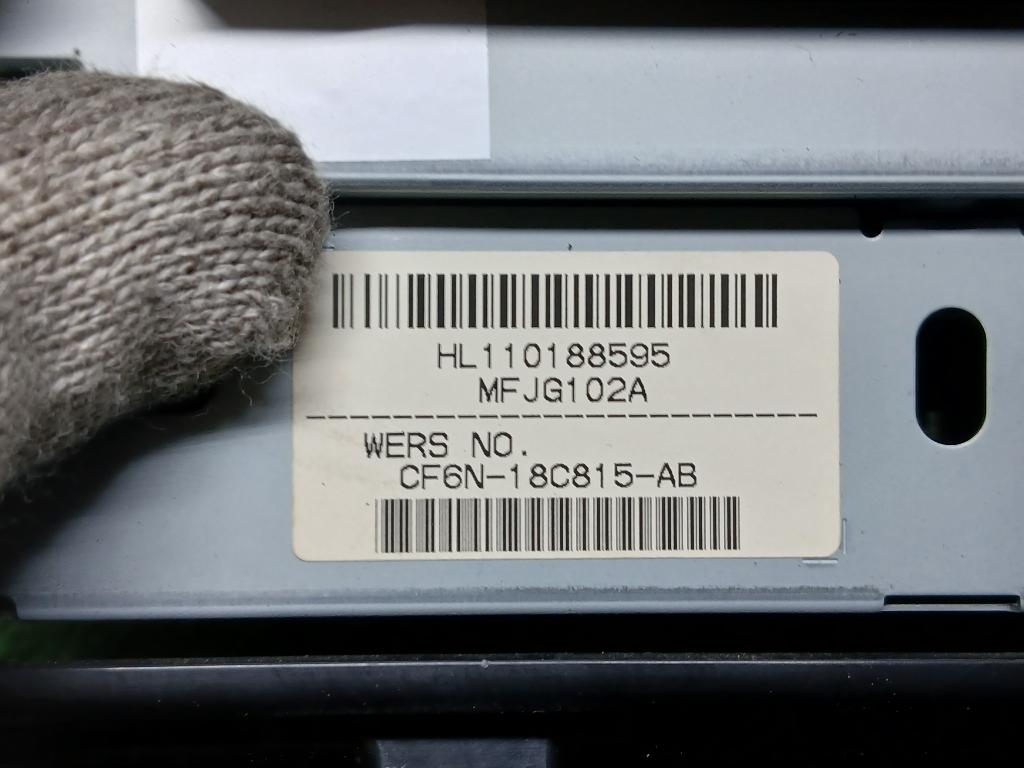 HL110188595
MFJG102A
WERS NO.
CF6N-18C815-AB